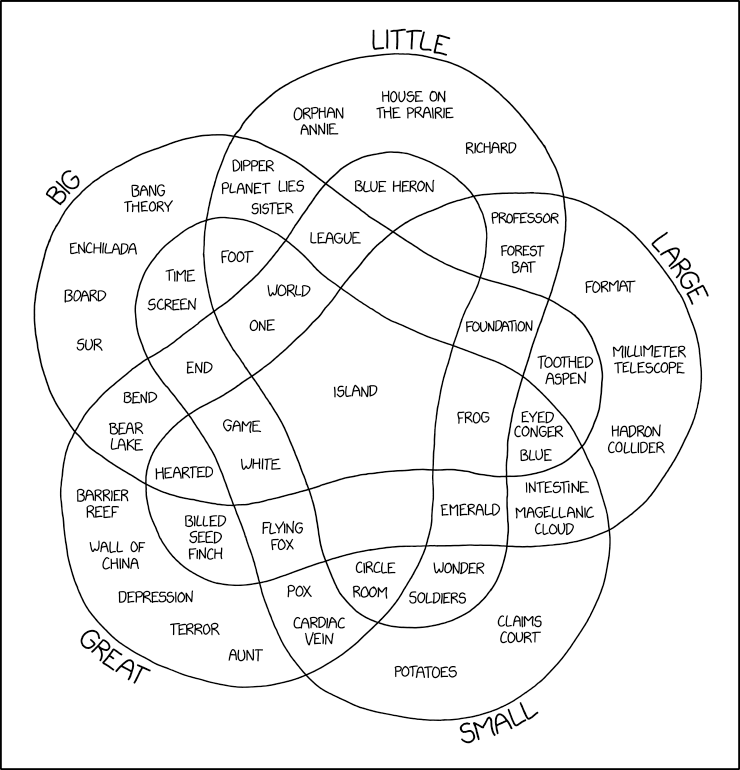 LITTLE
HOUSE ON
THE PRAIRIE
ORPHAN
ANNIE
RICHARD
BIG
DIPPER
PLANET LIES
SISTER
BLUE HERON
BANG
THEORY
PROFESSOR
LARGE
LEAGUE
ENCHILADA
FOOT
FOREST
BAT
TIME
SCREEN
WORLD
FORMAT
BOARD
ONE
FOUNDATION
SUR
MILLIMETER
TELESCOPE
END
TOOTHED
ASPEN
ISLAND
BEND
GAME
FROG
EYED
CONGER
BLUE
BEAR
LAKE
HADRON
COLLIDER
HEARTED
WHITE
INTESTINE
BARRIER
REEF
EMERALD
MAGELLANIC
CLOUD
BILLED
SEED
FINCH
FLYING
FOX
WALL OF
CHINA
CIRCLE
ROOM
WONDER
SOLDIERS
DEPRESSION
POX
CARDIAC
VEIN
CLAIMS
COURT
TERROR
GREAT
AUNT
POTATOES
SMALL